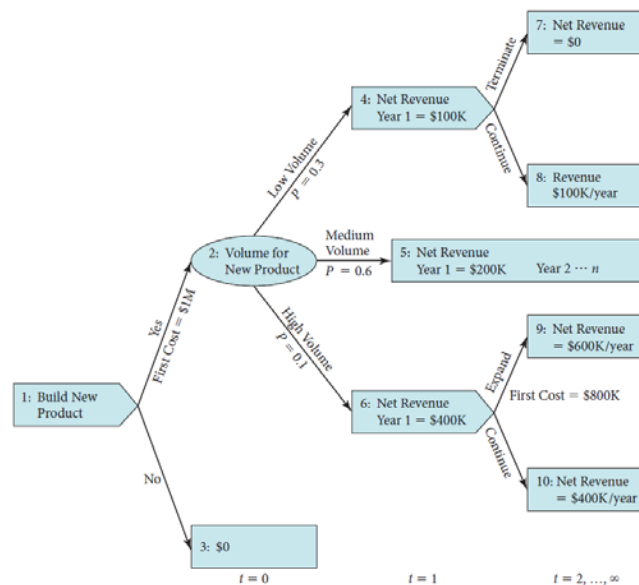 7: Net Revenue
= $0
Terminate
4: Net Revenue
Year 1 = $100K
Continue
8: Revenue
$100K/year
Low Volume
P = 0.3
2: Volume for
New Product
Medium
Volume
P = 0.6
5: Net Revenue
Year 1 = $200K Year 2 ··· n
Yes
First Cost = $1M
High Volume
P = 0.1
9: Net Revenue
= $600K/year
Expand
First Cost = $800K
1: Build New
Product
6: Net Revenue
Year 1 = $400K
Continue
10: Net Revenue
= $400K/year
No
3: $0
t = 0 t = 1 t = 2, ..., ∞